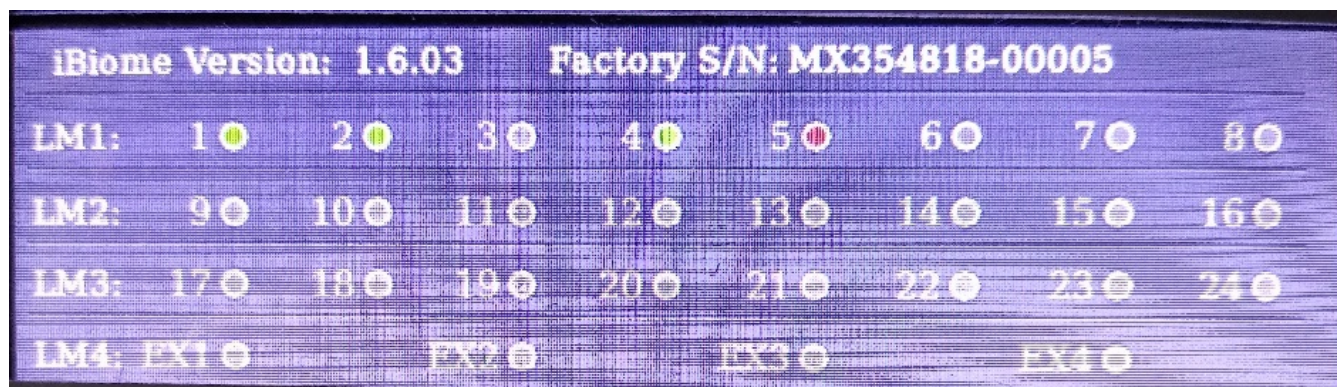 iBiome Version: 1.6.03 Factory S/N: MX354818-00005
LM1: 1 2 3 4 5 6 7 8
LM2: 9 10 11 12 13 14 15 16
LM3: 17 18 19 20 21 22 23 24
LM4: EX1 EX2 EX3 EX4